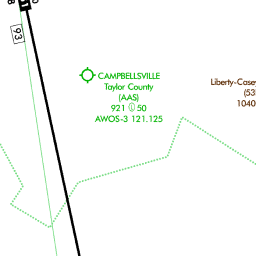 93
CAMPBELLSVILLE
Taylor County
(AAS)
921 Ⓛ 50
AWOS-3 121.125
Liberty-Case
(53
1040